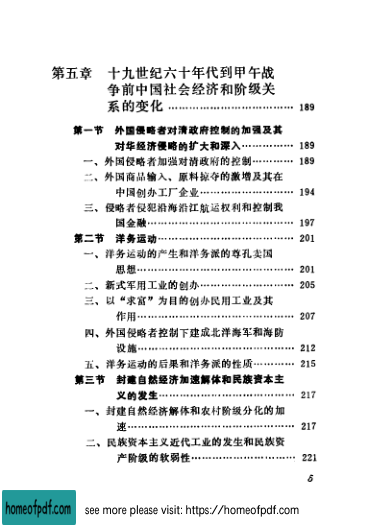 第五章 十九世纪六十年代到甲午战
争前中国社会经济和阶级关
系的变化 …………………………… 189
第一节 外国侵略者对清政府控制的加强及其
对华经济侵略的扩大和深入 ………… 189
一、外国侵略者加强对清政府的控制 ………… 189
二、外国商品输入、原料掠夺的激增及其在
中国创办工厂企业 …………………… 194
三、侵略者侵犯沿海沿江航运权利和控制我
国金融 ………………………………… 197
第二节 洋务运动 ……………………………… 201
一、洋务运动的产生和洋务派的尊孔卖国
思想 …………………………………… 201
二、新式军用工业的创办 …………………… 205
三、以“求富”为目的创办民用工业及其
作用 …………………………………… 207
四、外国侵略者控制下建成北洋海军和海防
设施 …………………………………… 212
五、洋务运动的后果和洋务派的性质 ………… 215
第三节 封建自然经济加速解体和民族资本主
义的发生 ……………………………… 217
一、封建自然经济解体和农村阶级分化的加
速 ……………………………………… 217
二、民族资本主义近代工业的发生和民族资
产阶级的软弱性 ……………………… 221
5
homeofpdf.com see more please visit: https://homeofpdf.com